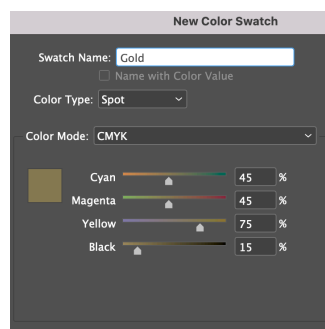 New Color Swatch
Swatch Name: Gold
Name with Color Value
Color Type: Spot
Color Mode: CMYK
Cyan 45 %
Magenta 45 %
Yellow 75 %
Black 15 %